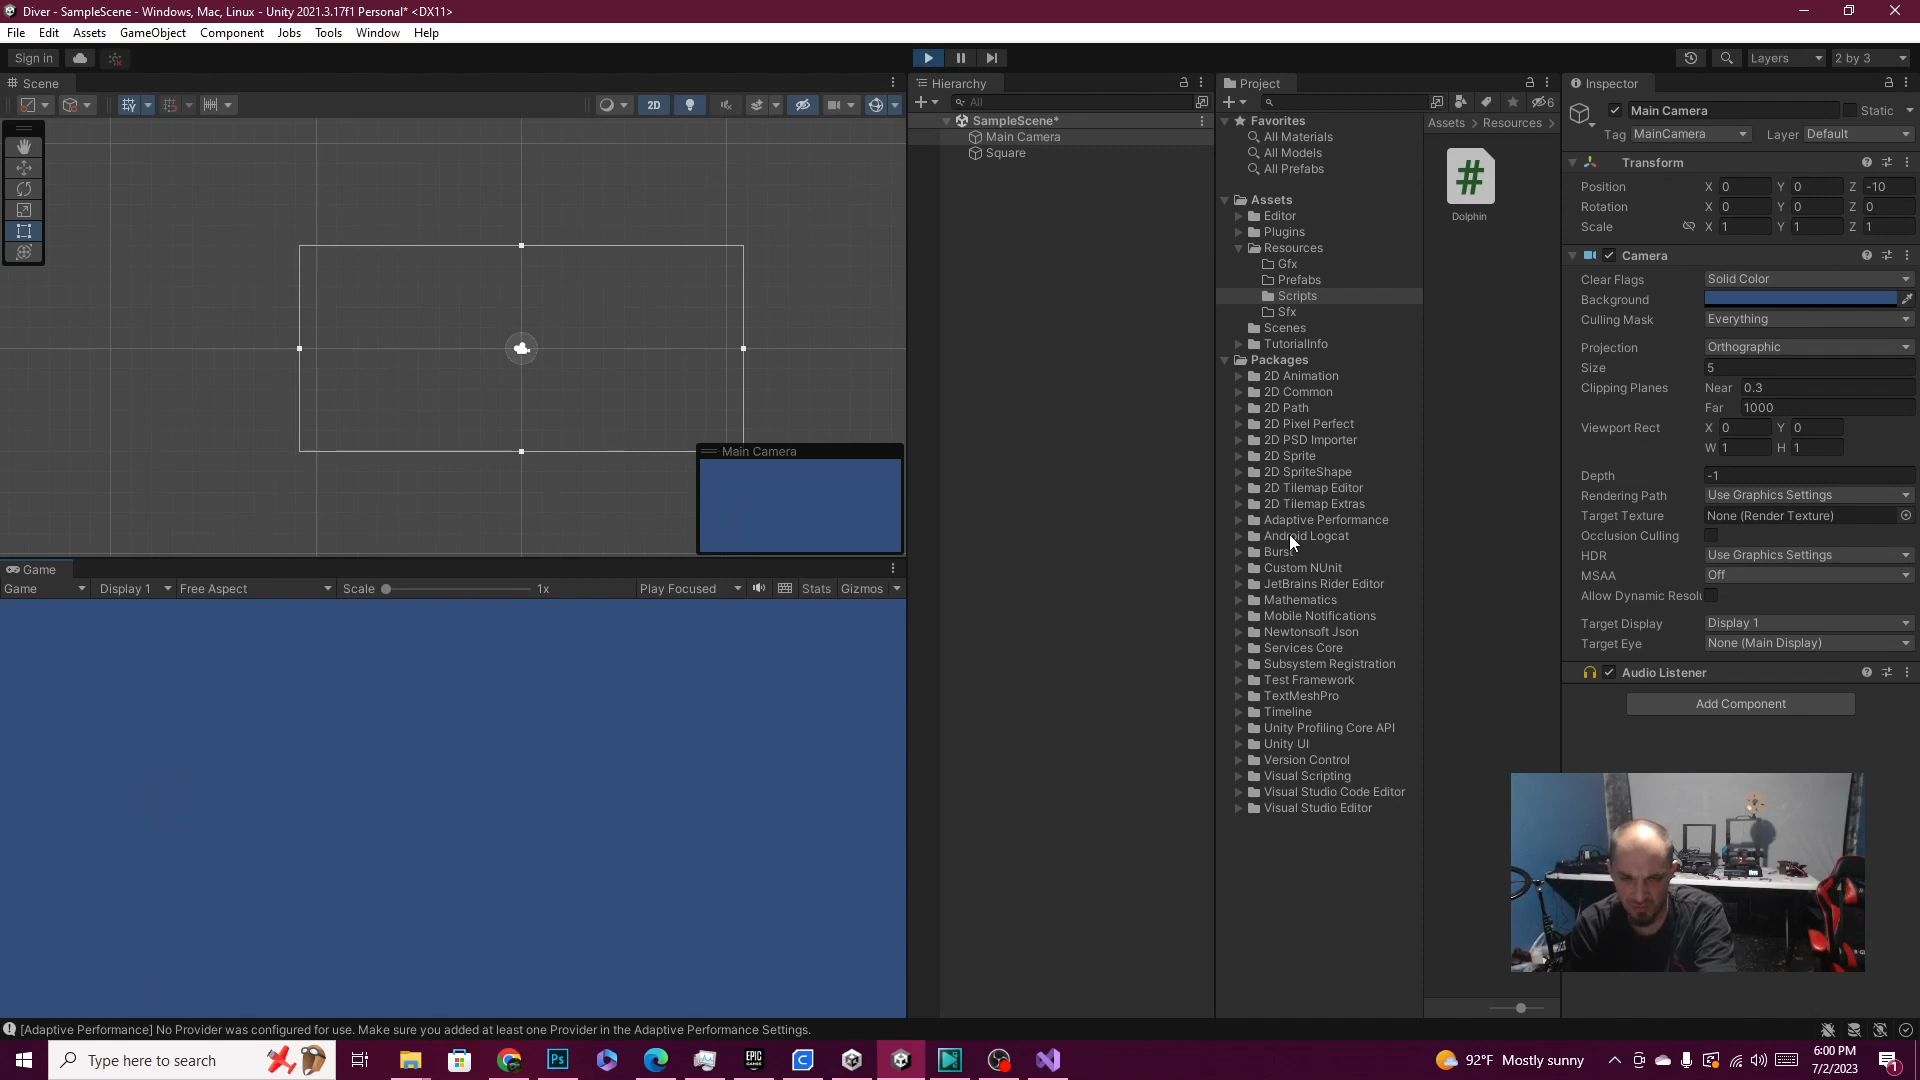 Diver - SampleScene - Windows, Mac, Linux - Unity 2021.3.17f1 Personal* <DX11>
File Edit Assets GameObject Component Jobs Tools Window Help
Sign in
Layers
2 by 3
Scene
2D
Main Camera
Game
Game
Display 1
Free Aspect
Scale
1x
Play Focused
Stats
Gizmos
Hierarchy
All
SampleScene*
Main Camera
Square
Project
6
Favorites
All Materials
All Models
All Prefabs
Assets
Editor
Plugins
Resources
Gfx
Prefabs
Scripts
Sfx
Scenes
TutorialInfo
Packages
2D Animation
2D Common
2D Path
2D Pixel Perfect
2D PSD Importer
2D Sprite
2D SpriteShape
2D Tilemap Editor
2D Tilemap Extras
Adaptive Performance
Android Logcat
Burst
Custom NUnit
JetBrains Rider Editor
Mathematics
Mobile Notifications
Newtonsoft Json
Services Core
Subsystem Registration
Test Framework
TextMeshPro
Timeline
Unity Profiling Core API
Unity UI
Version Control
Visual Scripting
Visual Studio Code Editor
Visual Studio Editor
Assets > Resources >
#
Dolphin
Inspector
Main Camera
Static
Tag MainCamera
Layer Default
Transform
Position X 0 Y 0 Z -10
Rotation X 0 Y 0 Z 0
Scale X 1 Y 1 Z 1
Camera
Clear Flags Solid Color
Background
Culling Mask Everything
Projection Orthographic
Size 5
Clipping Planes Near 0.3
Far 1000
Viewport Rect X 0 Y 0
W 1 H 1
Depth -1
Rendering Path Use Graphics Settings
Target Texture None (Render Texture)
Occlusion Culling
HDR Use Graphics Settings
MSAA Off
Allow Dynamic Resolu
Target Display Display 1
Target Eye None (Main Display)
Audio Listener
Add Component
[Adaptive Performance] No Provider was configured for use. Make sure you added at least one Provider in the Adaptive Performance Settings.
Type here to search
Ps
EPIC GAMES
92°F Mostly sunny
6:00 PM
7/2/2023
1